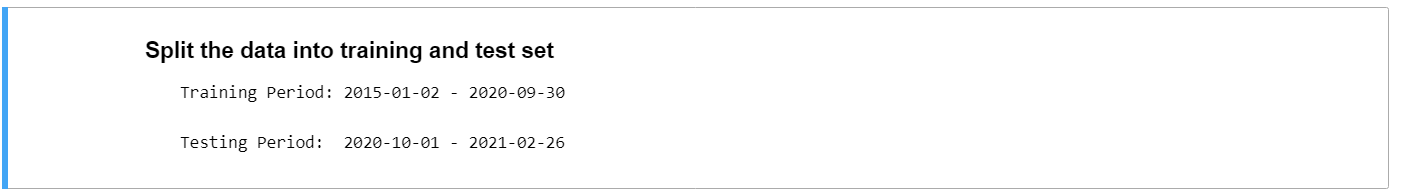 Split the data into training and test set
Training Period: 2015-01-02 - 2020-09-30
Testing Period:  2020-10-01 - 2021-02-26